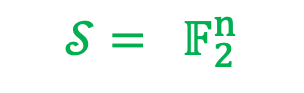 𝒮 = 𝔽₂ⁿ